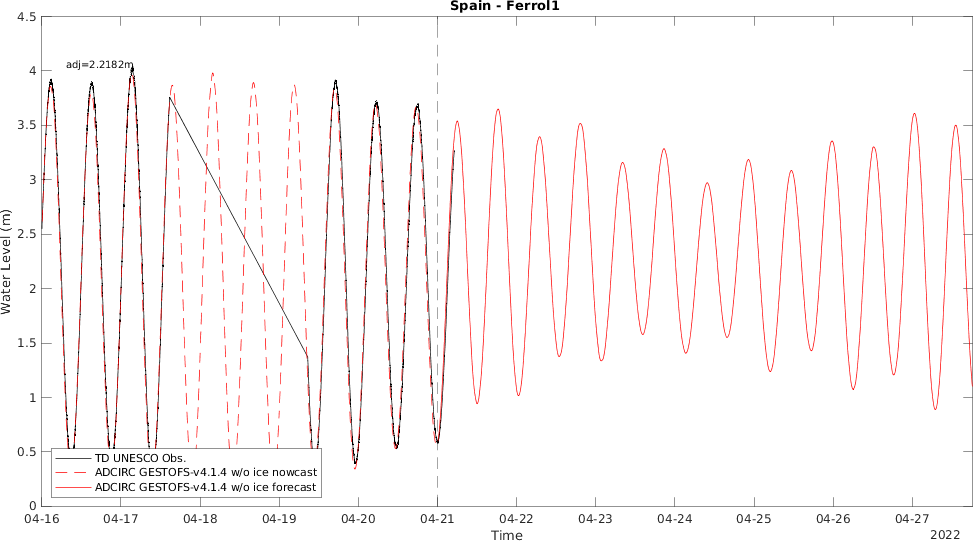 Spain - Ferrol1
adj=2.2182m
4.5
4
3.5
3
2.5
2
1.5
1
0.5
0
Water Level (m)
TD UNESCO Obs.
ADCIRC GESTOFS-v4.1.4 w/o ice nowcast
ADCIRC GESTOFS-v4.1.4 w/o ice forecast
04-16 04-17 04-18 04-19 04-20 04-21 04-22 04-23 04-24 04-25 04-26 04-27
Time
2022